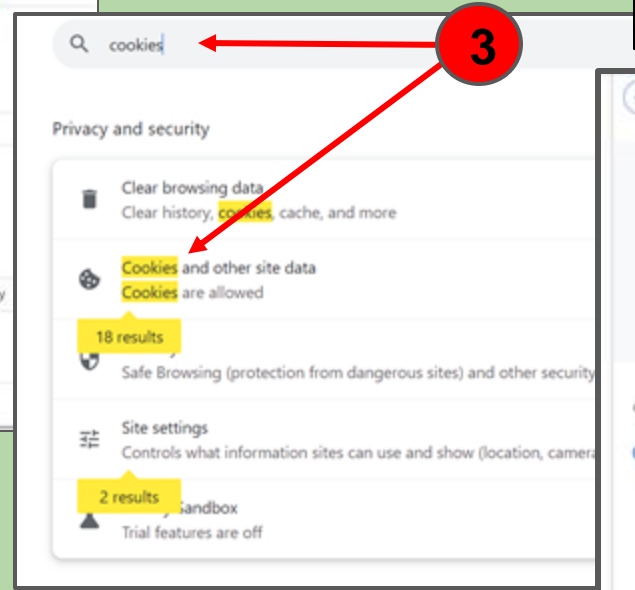 cookies
3
Privacy and security
Clear browsing data
Clear history, cookies, cache, and more
Cookies and other site data
Cookies are allowed
18 results
Safe Browsing (protection from dangerous sites) and other security
Site settings
Controls what information sites can use and show (location, camera
2 results
Sandbox
Trial features are off